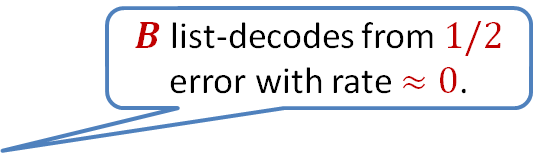 B list-decodes from 1/2
error with rate ≈ 0.